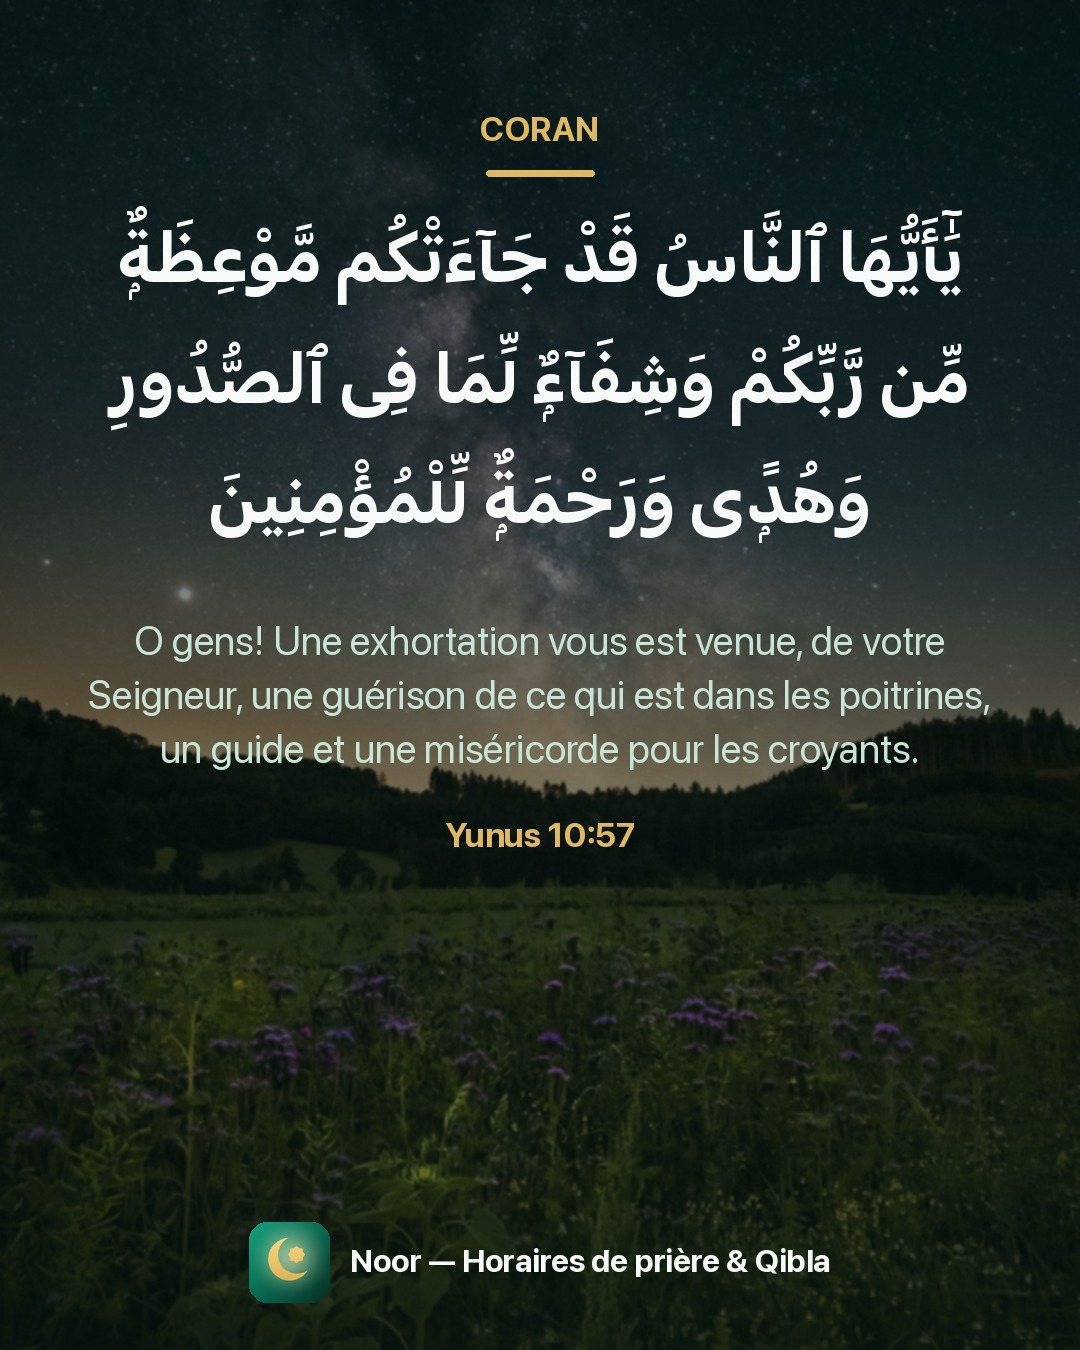 CORAN
يَٰٓأَيُّهَا ٱلنَّاسُ قَدْ جَآءَتْكُم مَّوْعِظَةٌۭ
مِّن رَّبِّكُمْ وَشِفَآءٌۭ لِّمَا فِى ٱلصُّدُورِ
وَهُدًۭى وَرَحْمَةٌۭ لِّلْمُؤْمِنِينَ
O gens! Une exhortation vous est venue, de votre
Seigneur, une guérison de ce qui est dans les poitrines,
un guide et une miséricorde pour les croyants.
Yunus 10:57
Noor — Horaires de prière & Qibla